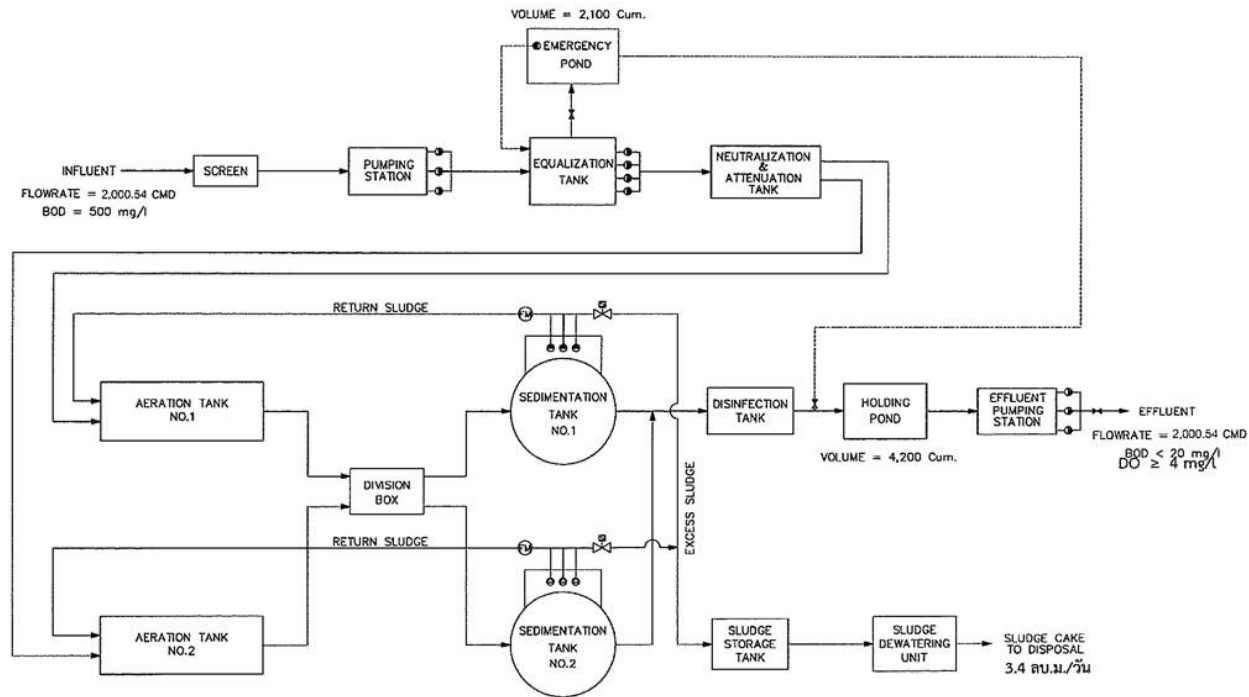 VOLUME = 2,100 Cum.
EMERGENCY
POND
INFLUENT
FLOWRATE = 2,000.54 CMD
BOD = 500 mg/l
SCREEN
PUMPING
STATION
EQUALIZATION
TANK
NEUTRALIZATION
&
ATTENUATION
TANK
RETURN SLUDGE
FM
AERATION TANK
NO.1
SEDIMENTATION
TANK
NO.1
DIVISION
BOX
DISINFECTION
TANK
HOLDING
POND
VOLUME = 4,200 Cum.
EFFLUENT
PUMPING
STATION
EFFLUENT
FLOWRATE = 2,000.54 CMD
BOD < 20 mg/l
DO ≥ 4 mg/l
EXCESS SLUDGE
RETURN SLUDGE
FM
AERATION TANK
NO.2
SEDIMENTATION
TANK
NO.2
SLUDGE
STORAGE
TANK
SLUDGE
DEWATERING
UNIT
SLUDGE CAKE
TO DISPOSAL
3.4 ลบ.ม./วัน